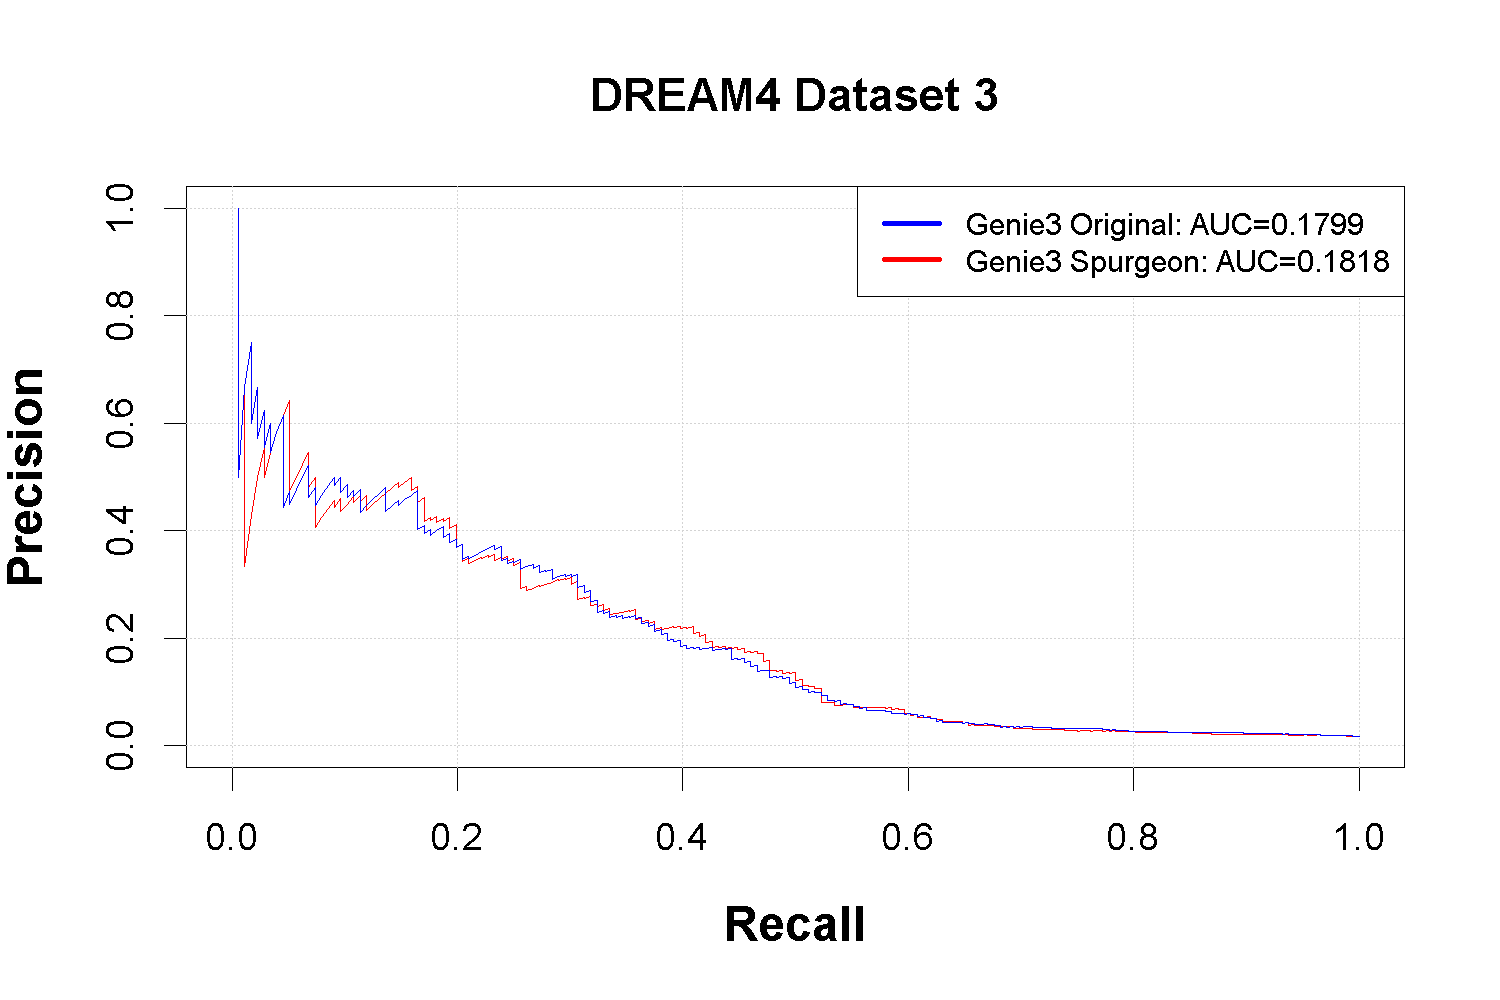 DREAM4 Dataset 3
Genie3 Original: AUC=0.1799
Genie3 Spurgeon: AUC=0.1818
Precision
1.0
0.8
0.6
0.4
0.2
0.0
0.0 0.2 0.4 0.6 0.8 1.0
Recall